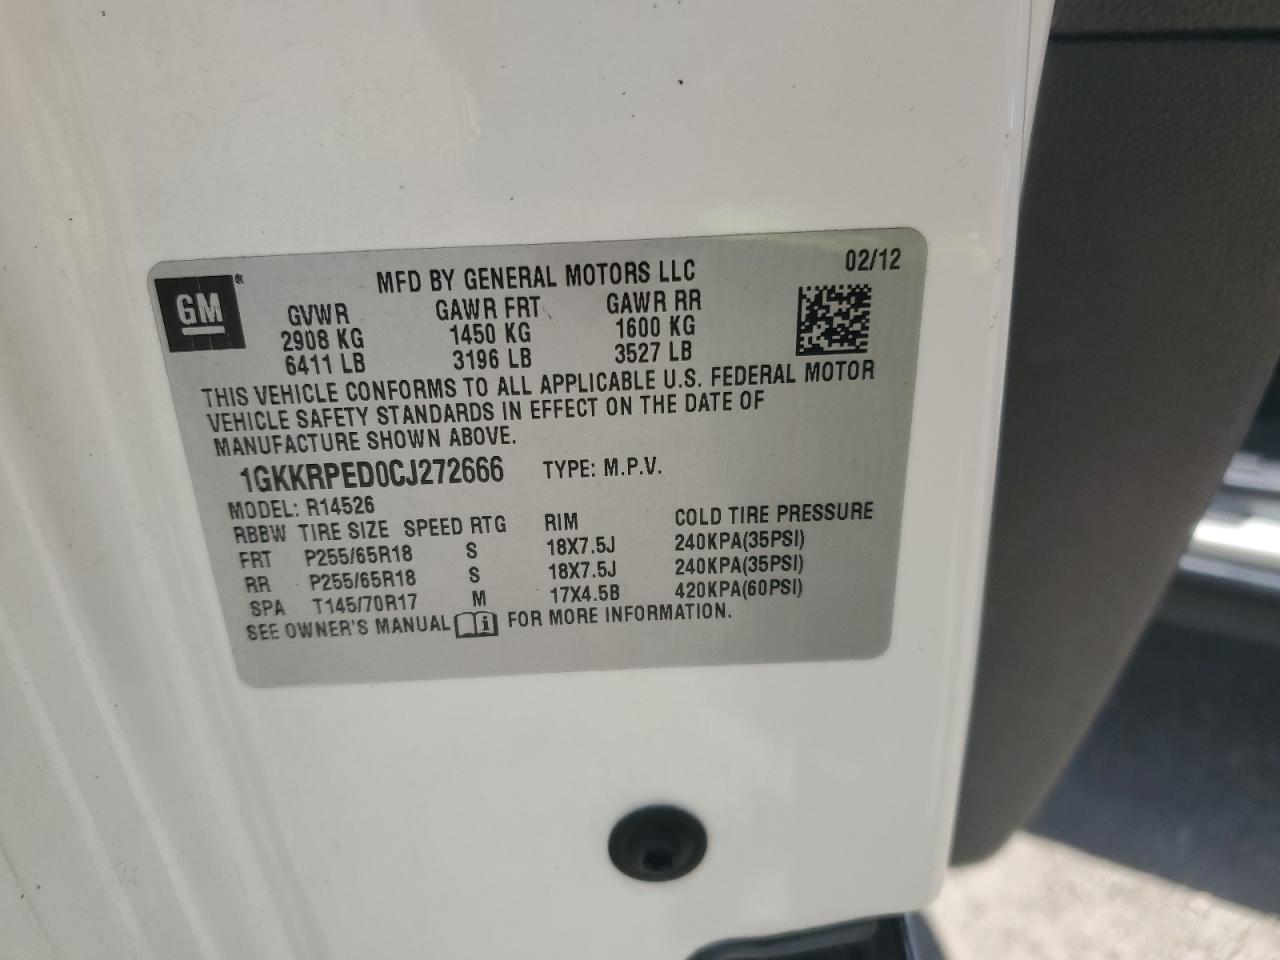 GM ®
MFD BY GENERAL MOTORS LLC 02/12
GVWR GAWR FRT GAWR RR
2908 KG 1450 KG 1600 KG
6411 LB 3196 LB 3527 LB
THIS VEHICLE CONFORMS TO ALL APPLICABLE U.S. FEDERAL MOTOR
VEHICLE SAFETY STANDARDS IN EFFECT ON THE DATE OF
MANUFACTURE SHOWN ABOVE.
1GKKRPED0CJ272666 TYPE: M.P.V.
MODEL: R14526
RBBW TIRE SIZE SPEED RTG RIM COLD TIRE PRESSURE
FRT P255/65R18 S 18X7.5J 240KPA(35PSI)
RR P255/65R18 S 18X7.5J 240KPA(35PSI)
SPA T145/70R17 M 17X4.5B 420KPA(60PSI)
SEE OWNER'S MANUAL i FOR MORE INFORMATION.